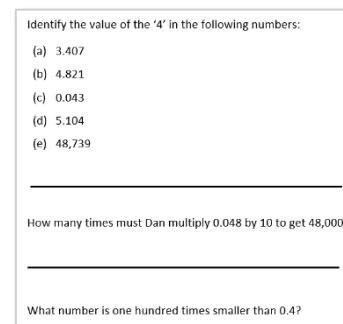 Identify the value of the ‘4’ in the following numbers:
(a) 3.407
(b) 4.821
(c) 0.043
(d) 5.104
(e) 48,739
How many times must Dan multiply 0.048 by 10 to get 48,000
What number is one hundred times smaller than 0.4?